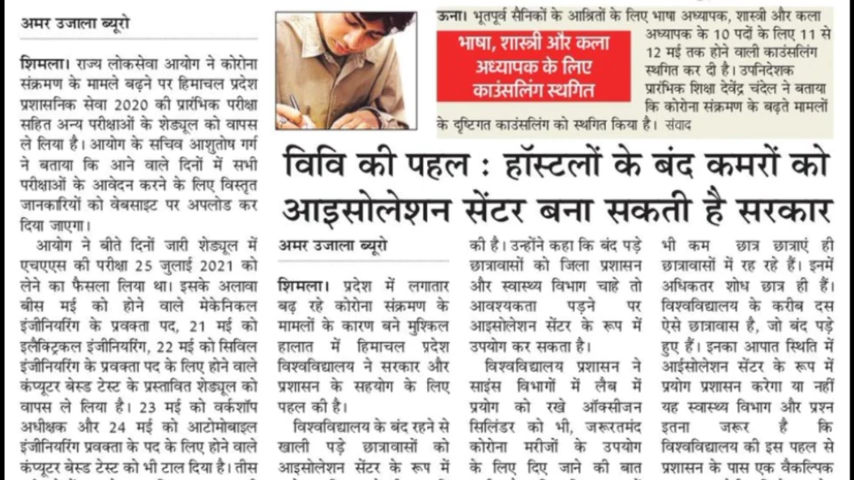 अमर उजाला ब्यूरो
शिमला। राज्य लोकसेवा आयोग ने कोरोना
संक्रमण के मामले बढ़ने पर हिमाचल प्रदेश
प्रशासनिक सेवा 2020 की प्रारंभिक परीक्षा
सहित अन्य परीक्षाओं के शेड्यूल को वापस
ले लिया है। आयोग के सचिव आशुतोष गर्ग
ने बताया कि आने वाले दिनों में सभी
परीक्षाओं के आवेदन करने के लिए विस्तृत
जानकारियों को वेबसाइट पर अपलोड कर
दिया जाएगा।
आयोग ने बीते दिनों जारी शेड्यूल में
एचएएस की परीक्षा 25 जुलाई 2021 को
लेने का फैसला लिया था। इसके अलावा
बीस मई को होने वाले मेकेनिकल
इंजीनियरिंग के प्रवक्ता पद, 21 मई को
इलैक्ट्रिकल इंजीनियरिंग, 22 मई को सिविल
इंजीनियरिंग के प्रवक्ता पद के लिए होने वाले
कंप्यूटर बेस्ड टेस्ट के प्रस्तावित शेड्यूल को
वापस ले लिया है। 23 मई को वर्कशॉप
अधीक्षक और 24 मई को आटोमोबाइल
इंजीनियरिंग प्रवक्ता के पद के लिए होने वाले
कंप्यूटर बेस्ड टेस्ट को भी टाल दिया है। तीस
भाषा, शास्त्री और कला
अध्यापक के लिए
काउंसलिंग स्थगित
ऊना। भूतपूर्व सैनिकों के आश्रितों के लिए भाषा अध्यापक, शास्त्री और कला
अध्यापक के 10 पदों के लिए 11 से
12 मई तक होने वाली काउंसलिंग
स्थगित कर दी है। उपनिदेशक
प्रारंभिक शिक्षा देवेंद्र चंदेल ने बताया
कि कोरोना संक्रमण के बढ़ते मामलों
के दृष्टिगत काउंसलिंग को स्थगित किया है। संवाद
विवि की पहल : हॉस्टलों के बंद कमरों को
आइसोलेशन सेंटर बना सकती है सरकार
अमर उजाला ब्यूरो
शिमला। प्रदेश में लगातार
बढ़ रहे कोरोना संक्रमण के
मामलों के कारण बने मुश्किल
हालात में हिमाचल प्रदेश
विश्वविद्यालय ने सरकार और
प्रशासन के सहयोग के लिए
पहल की है।
विश्वविद्यालय के बंद रहने से
खाली पड़े छात्रावासों को
आइसोलेशन सेंटर के रूप में
की है। उन्होंने कहा कि बंद पड़े
छात्रावासों को जिला प्रशासन
और स्वास्थ्य विभाग चाहे तो
आवश्यकता पड़ने पर
आइसोलेशन सेंटर के रूप में
उपयोग कर सकता है।
विश्वविद्यालय प्रशासन ने
साइंस विभागों में लैब में
प्रयोग को रखे ऑक्सीजन
सिलिंडर को भी, जरूरतमंद
कोरोना मरीजों के उपयोग
के लिए दिए जाने की बात
भी कम छात्र छात्राएं ही
छात्रावासों में रह रहे हैं। इनमें
अधिकतर शोध छात्र ही हैं।
विश्वविद्यालय के करीब दस
ऐसे छात्रावास है, जो बंद पड़े
हुए हैं। इनका आपात स्थिति में
आईसोलेशन सेंटर के रूप में
प्रयोग प्रशासन करेगा या नहीं
यह स्वास्थ्य विभाग और प्रश्न
इतना जरूर है कि
विश्वविद्यालय की इस पहल से
प्रशासन के पास एक वैकल्पिक